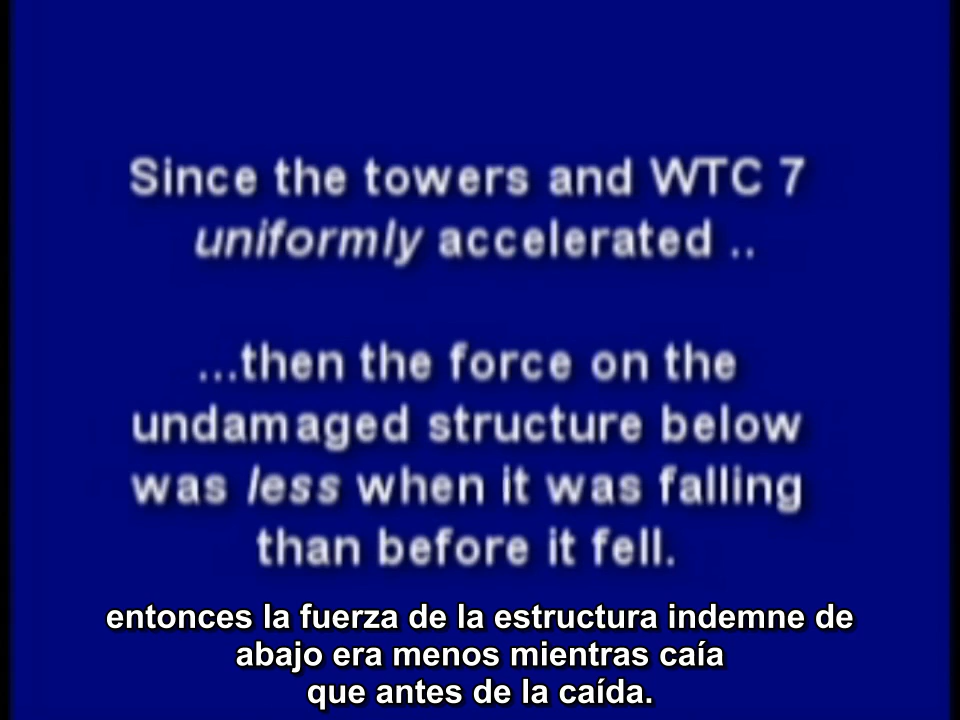 Since the towers and WTC 7
uniformly accelerated ..
...then the force on the
undamaged structure below
was less when it was falling
than before it fell.
entonces la fuerza de la estructura indemne de
abajo era menos mientras caía
que antes de la caída.